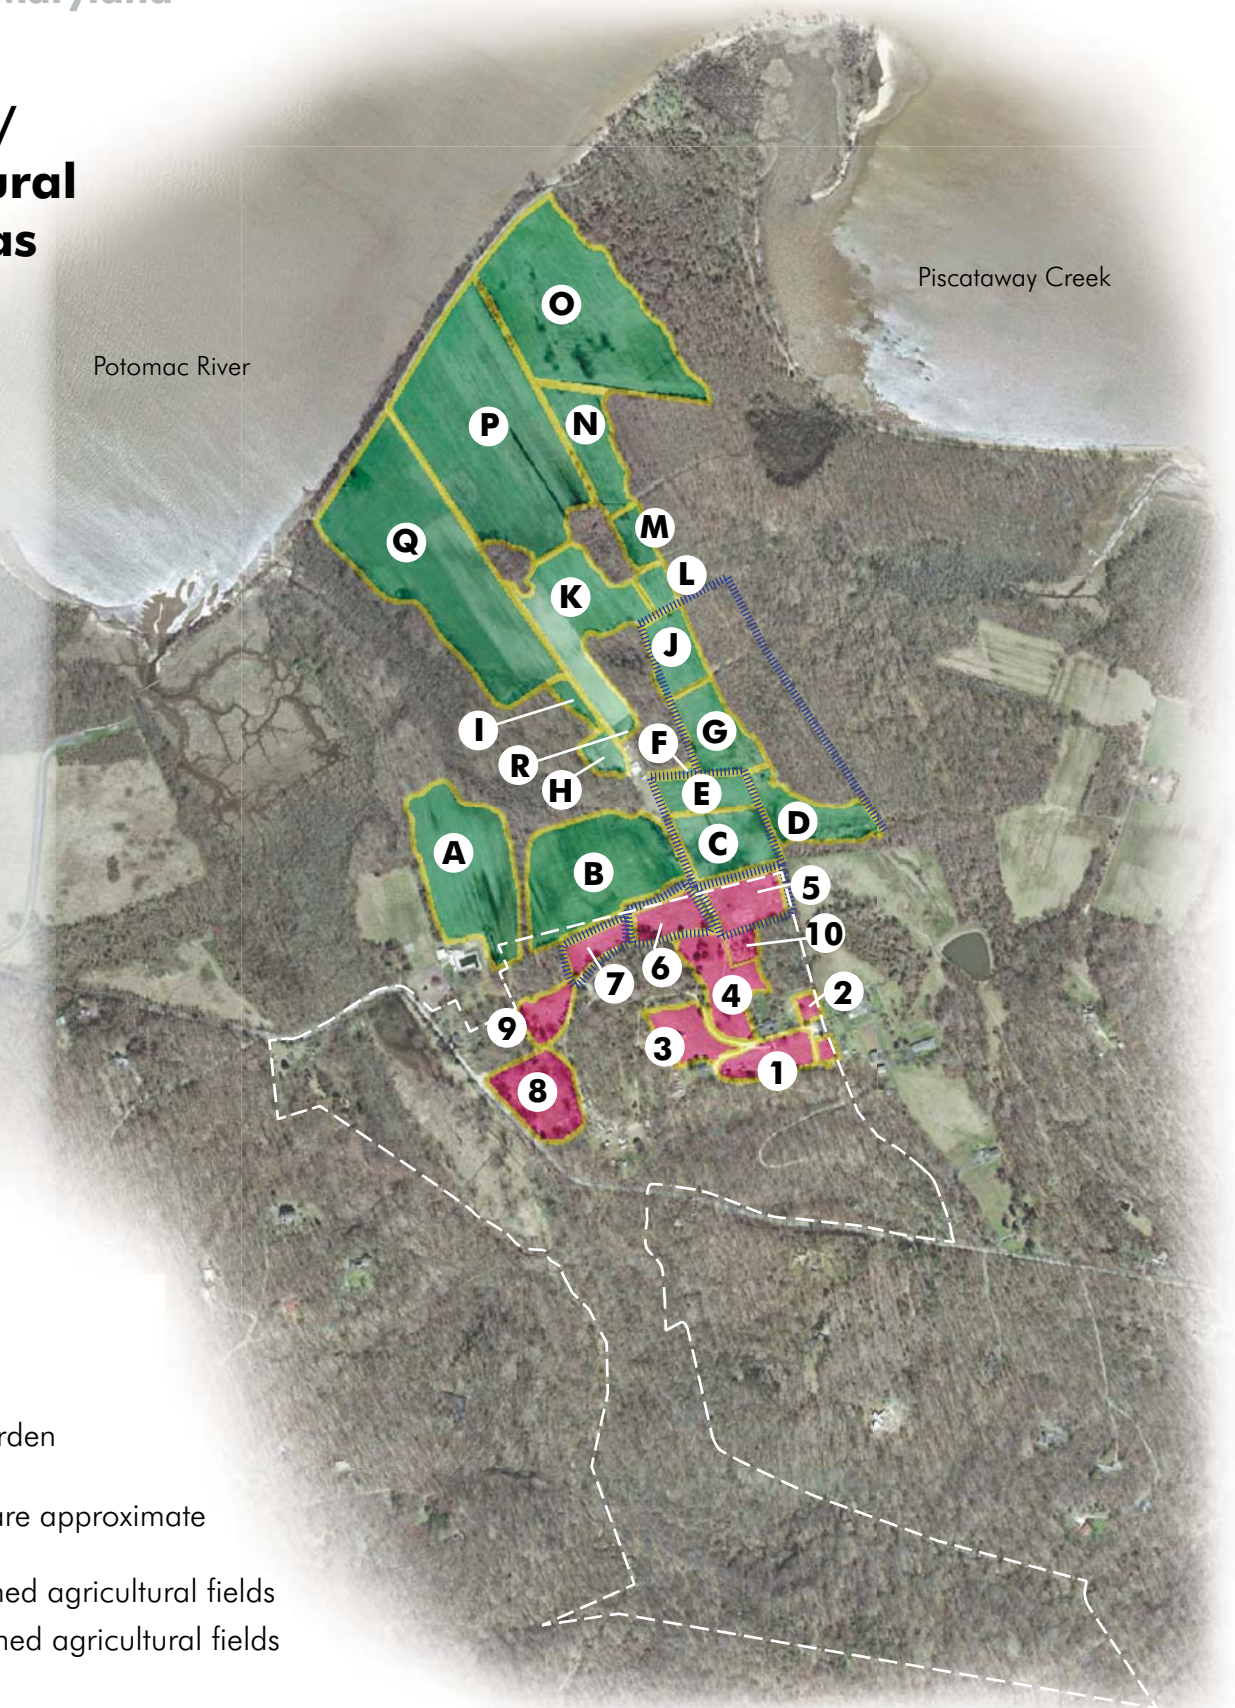 Maryland
/
ural
as
Piscataway Creek
Potomac River
O
P
N
Q
M
L
K
J
I
F
G
R
H
E
D
C
A
B
5
10
7
6
4
2
9
3
1
8
rden
are approximate
ned agricultural fields
ned agricultural fields